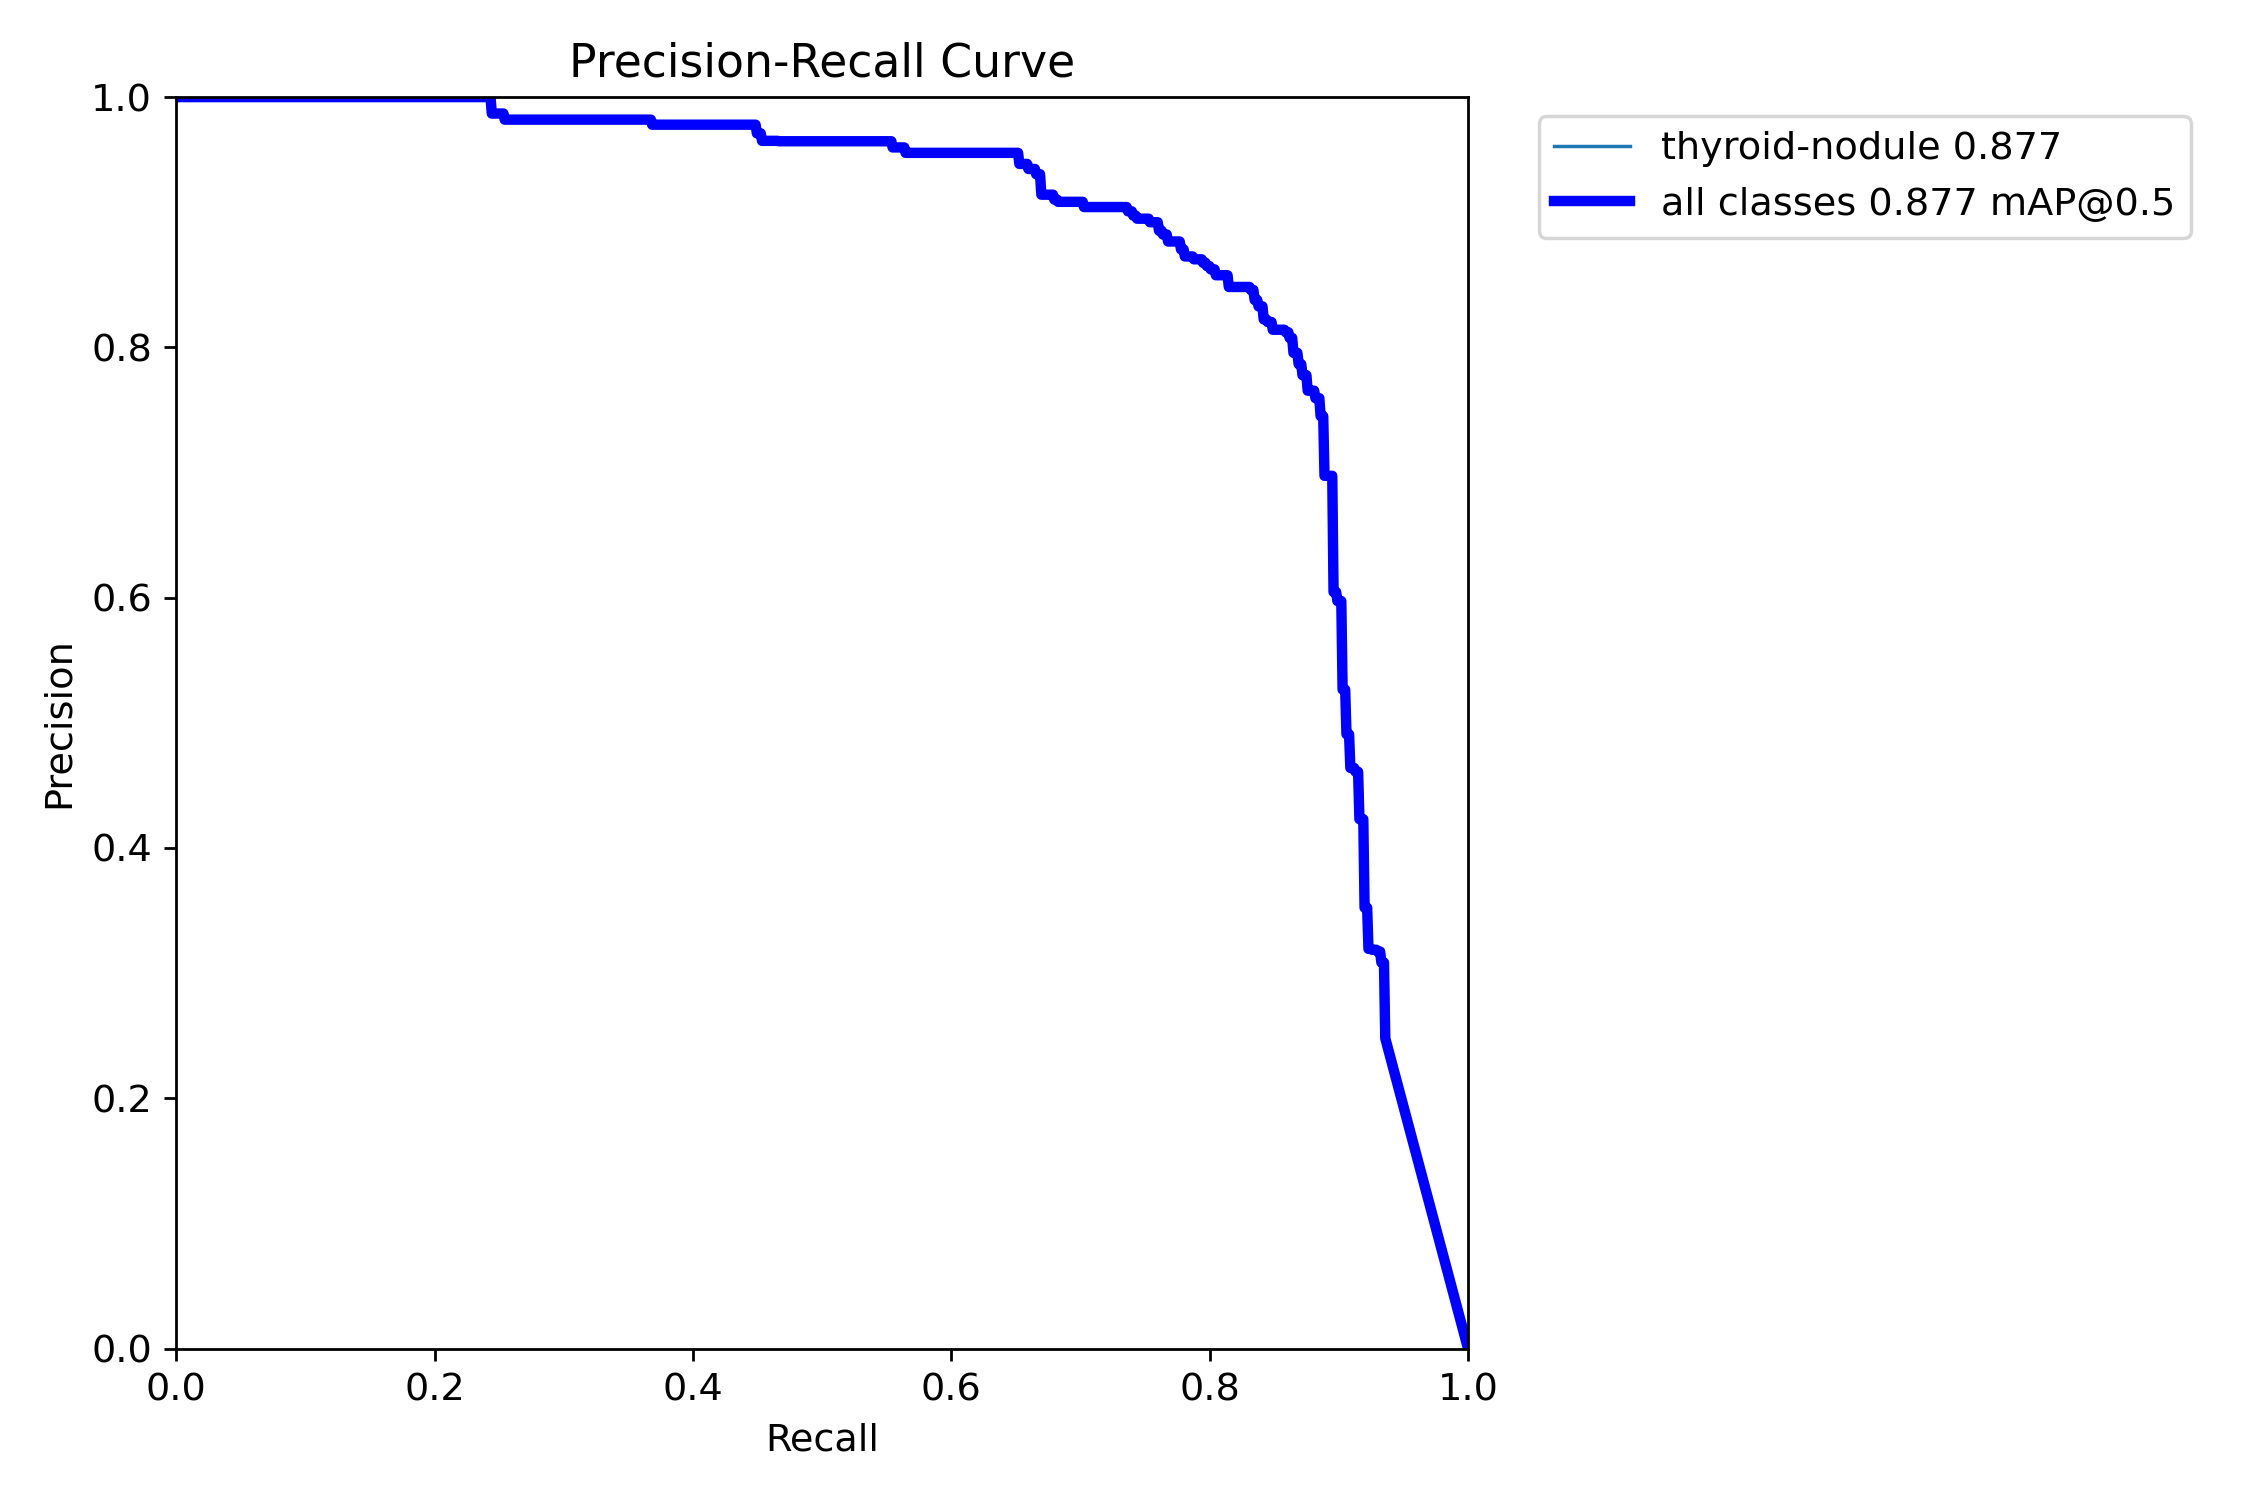 Precision-Recall Curve
1.0
0.8
0.6
0.4
0.2
0.0
Precision
0.0 0.2 0.4 0.6 0.8 1.0
Recall
thyroid-nodule 0.877
all classes 0.877 mAP@0.5